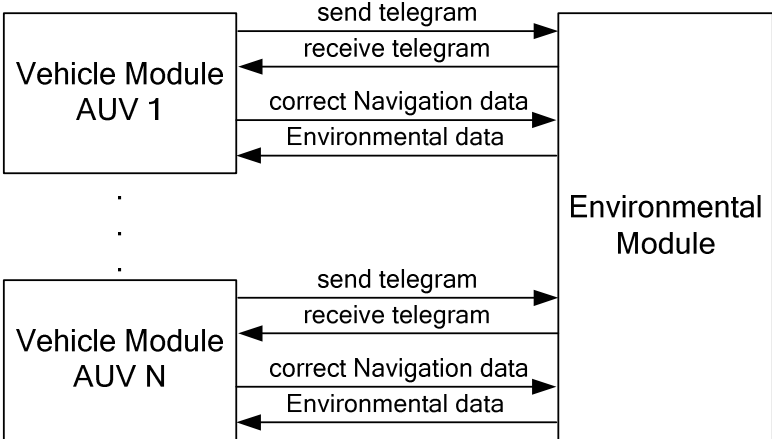 send telegram
receive telegram
Vehicle Module
AUV 1
correct Navigation data
Environmental data
.
.
.
Environmental
Module
send telegram
receive telegram
Vehicle Module
AUV N
correct Navigation data
Environmental data